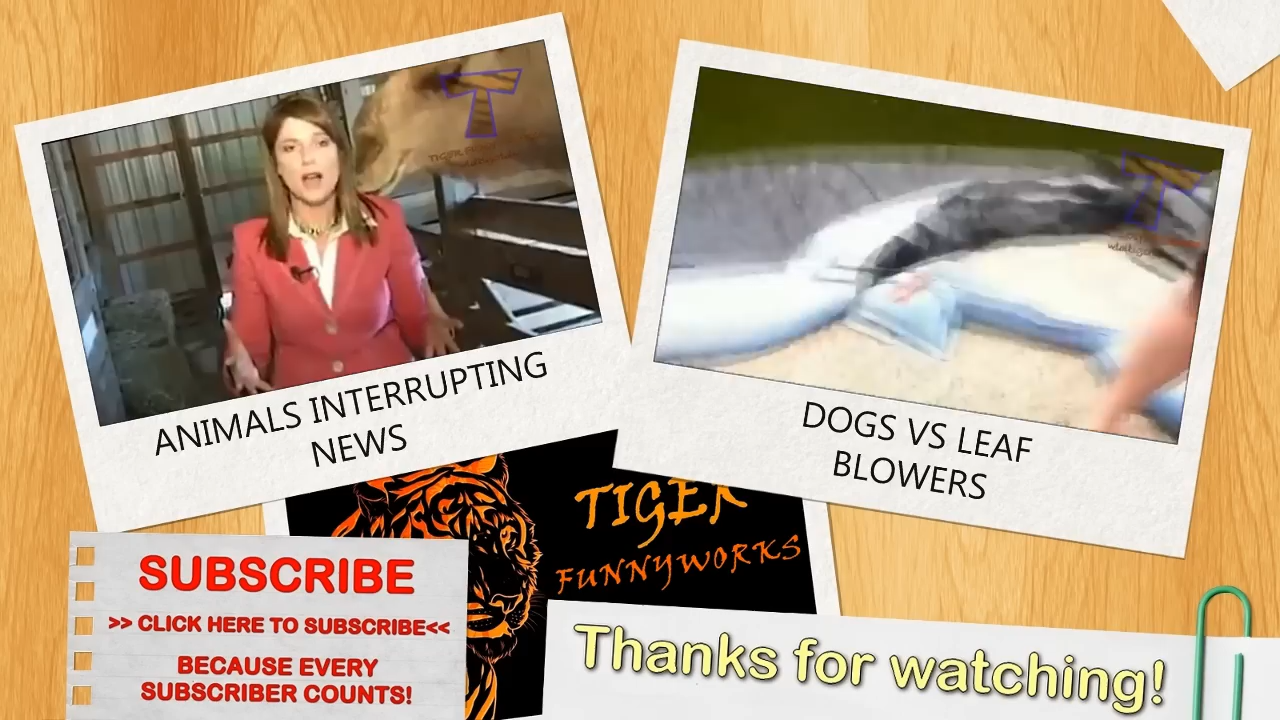 T
ANIMALS INTERRUPTING
NEWS
T
DOGS VS LEAF
BLOWERS
TIGER
FUNNYWORKS
SUBSCRIBE
>> CLICK HERE TO SUBSCRIBE<<
BECAUSE EVERY
SUBSCRIBER COUNTS!
Thanks for watching!